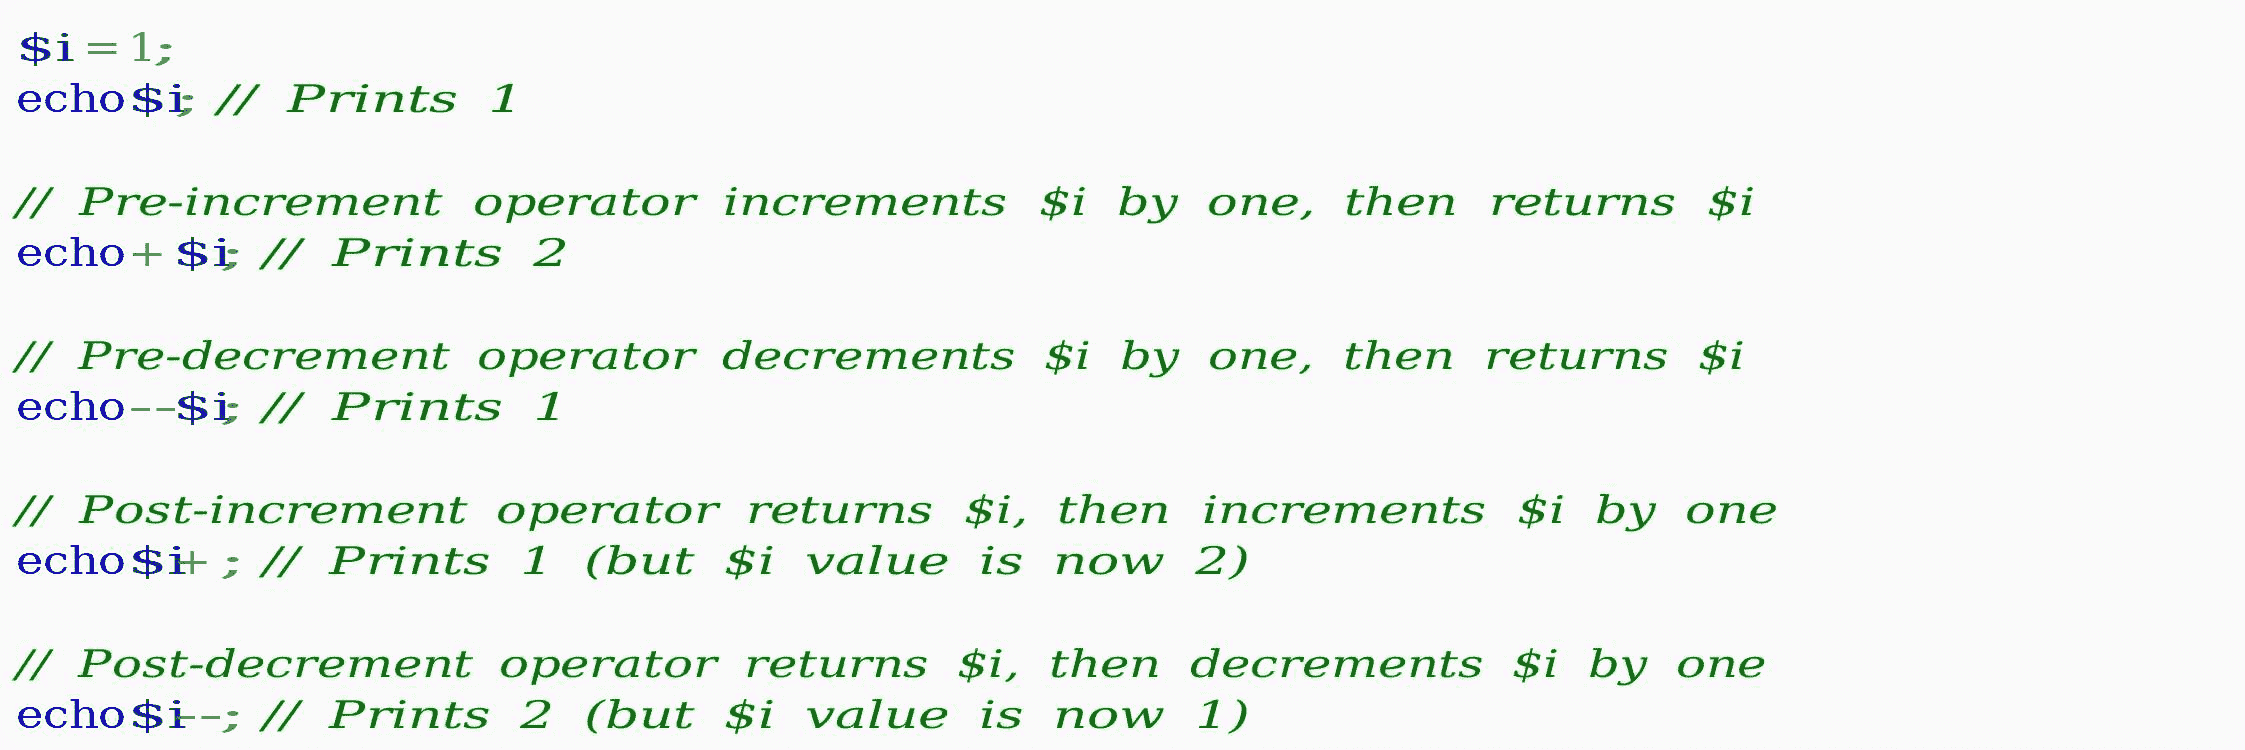 $i = 1;
echo $i; // Prints 1
// Pre-increment operator increments $i by one, then returns $i
echo + $i; // Prints 2
// Pre-decrement operator decrements $i by one, then returns $i
echo --$i; // Prints 1
// Post-increment operator returns $i, then increments $i by one
echo $i+ ; // Prints 1 (but $i value is now 2)
// Post-decrement operator returns $i, then decrements $i by one
echo $i--; // Prints 2 (but $i value is now 1)